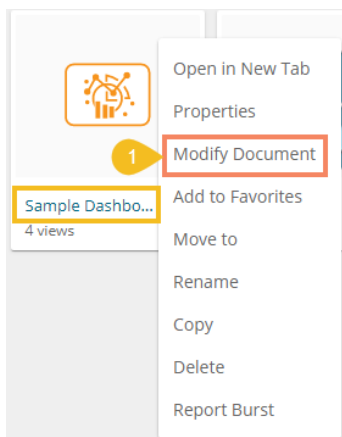 Open in New Tab
Properties
1
Modify Document
Sample Dashbo...
Add to Favorites
4 views
Move to
Rename
Copy
Delete
Report Burst